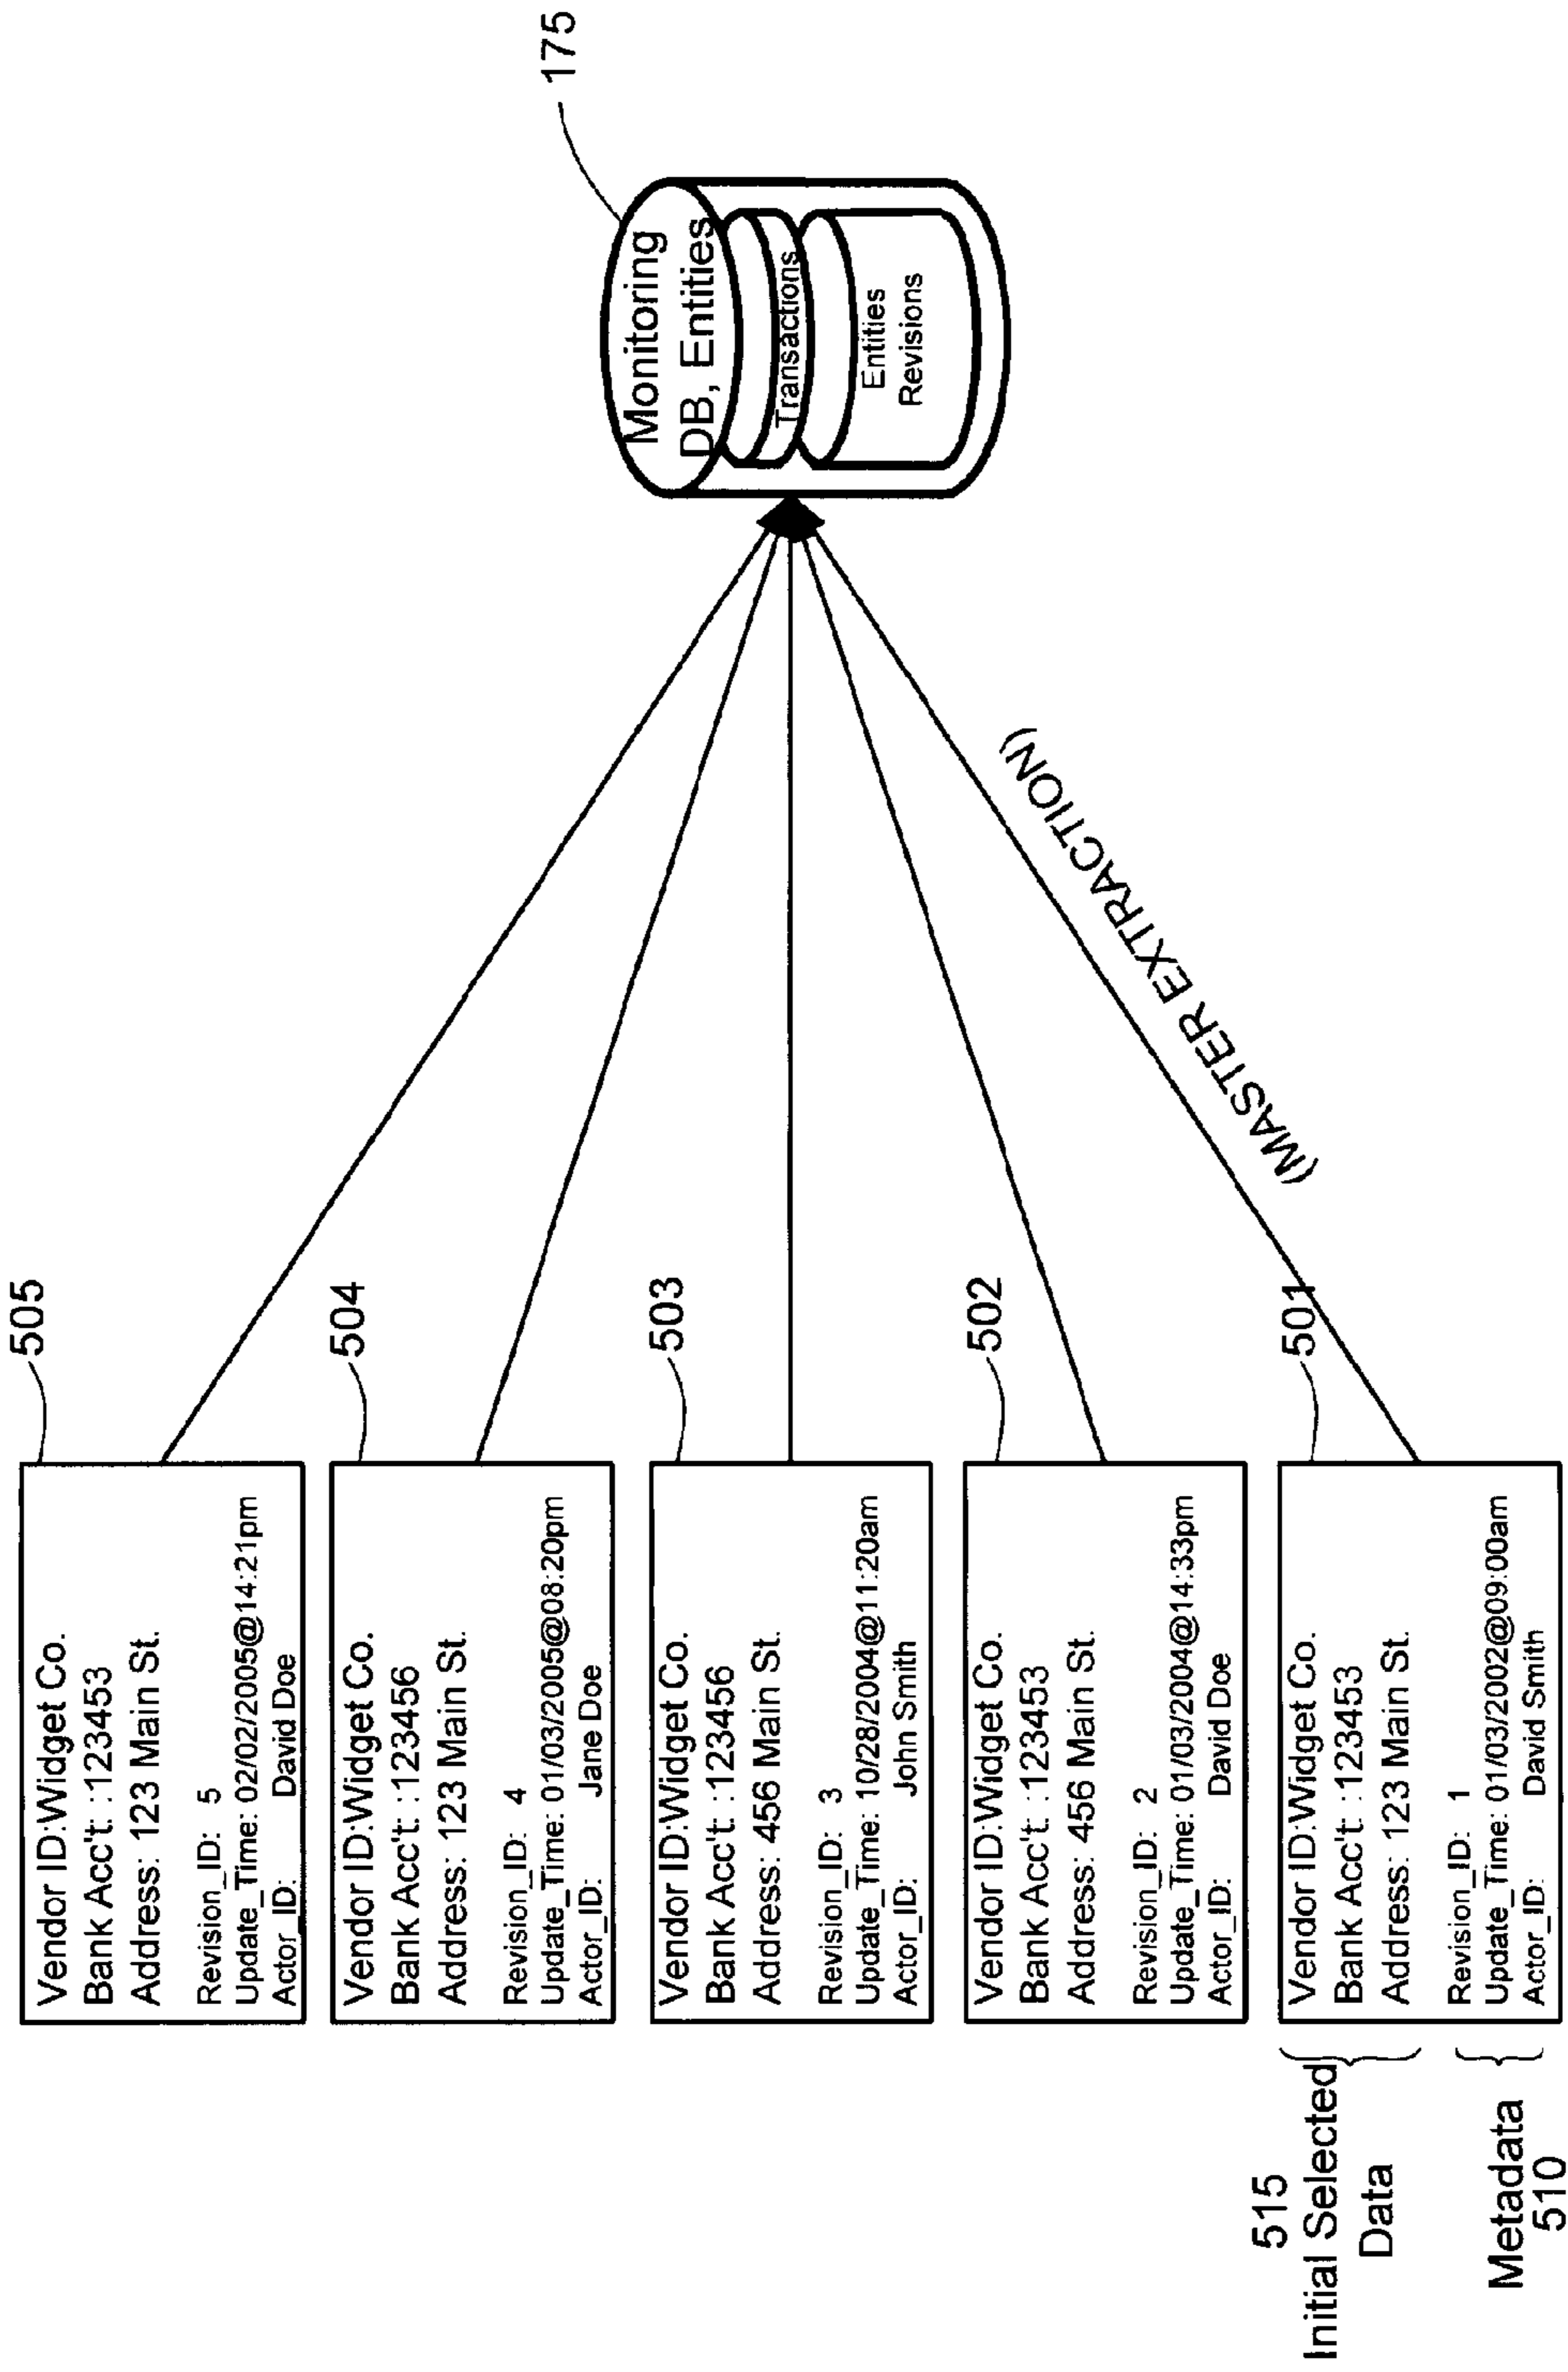 505
Vendor ID:Widget Co.
Bank Acc't: :123453
Address: 123 Main St.
Revision_ID: 5
Update_Time: 02/02/2005@14:21pm
Actor_ID: David Doe
504
Vendor ID:Widget Co.
Bank Acc't: :123456
Address: 123 Main St.
Revision_ID: 4
Update_Time: 01/03/2005@08:20pm
Actor_ID: Jane Doe
503
Vendor ID:Widget Co.
Bank Acc't: :123456
Address: 456 Main St.
Revision_ID: 3
Update_Time: 10/28/2004@11:20am
Actor_ID: John Smith
502
Vendor ID:Widget Co.
Bank Acc't: :123453
Address: 456 Main St.
Revision_ID: 2
Update_Time: 01/03/2004@14:33pm
Actor_ID: David Doe
501
Vendor ID:Widget Co.
Bank Acc't: :123453
Address: 123 Main St.
Revision_ID: 1
Update_Time: 01/03/2002@09:00am
Actor_ID: David Smith
515
Initial Selected
Data
Metadata
510
(MASTER EXTRACTION)
175
Monitoring
DB, Entities
Transactions
Entities
Revisions